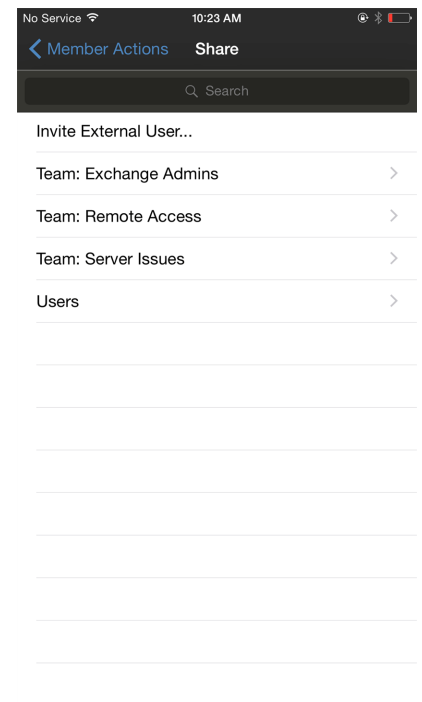 No Service 10:23 AM
Member Actions Share
Search
Invite External User...
Team: Exchange Admins
Team: Remote Access
Team: Server Issues
Users